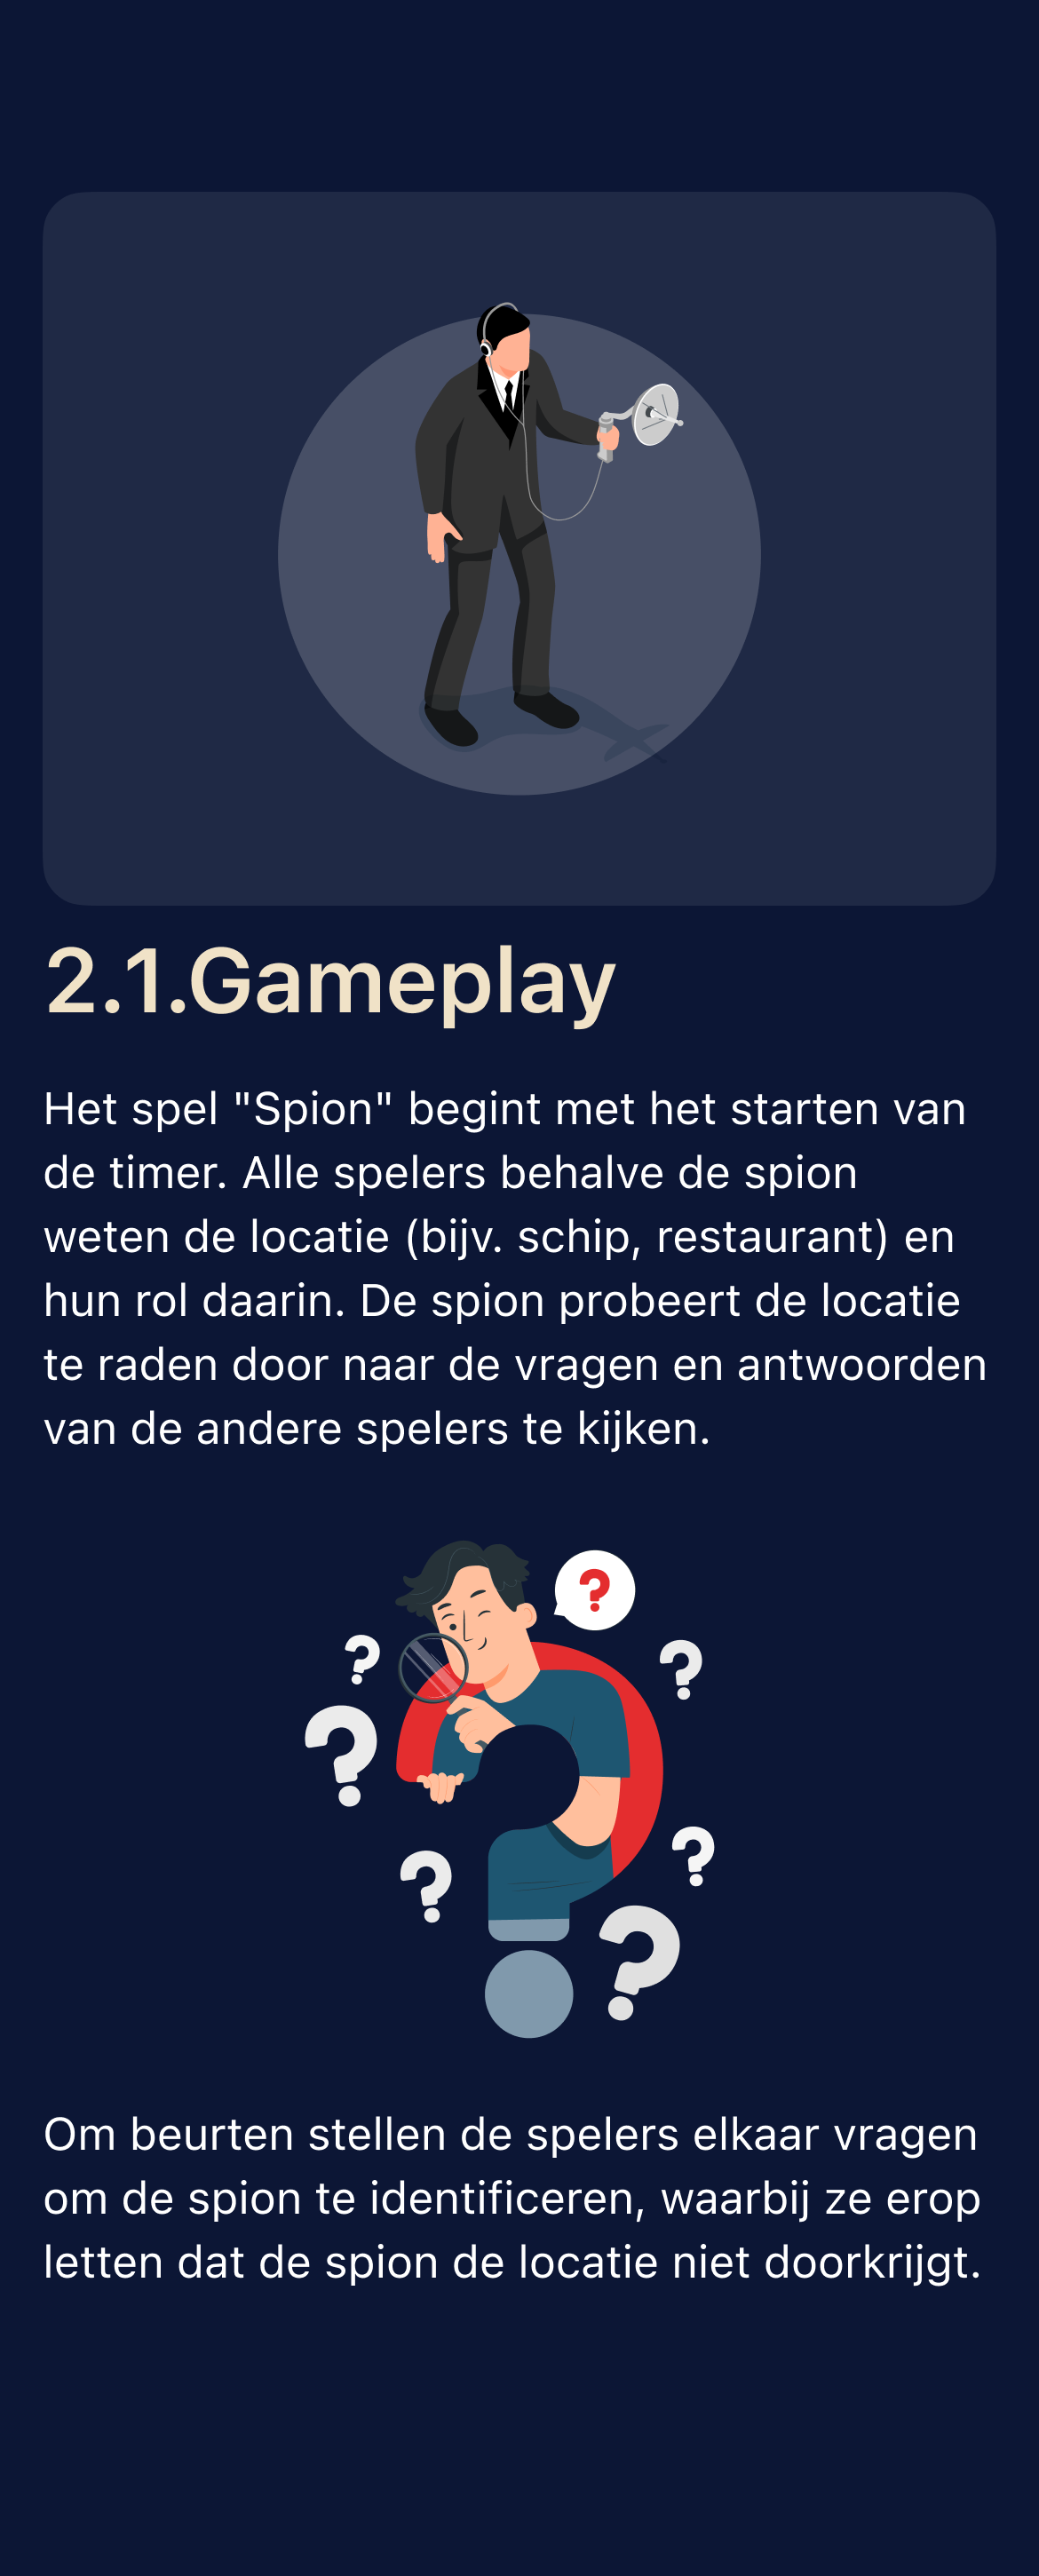 2.1.Gameplay
Het spel "Spion" begint met het starten van
de timer. Alle spelers behalve de spion
weten de locatie (bijv. schip, restaurant) en
hun rol daarin. De spion probeert de locatie
te raden door naar de vragen en antwoorden
van de andere spelers te kijken.
?
?
?
?
?
?
?
Om beurten stellen de spelers elkaar vragen
om de spion te identificeren, waarbij ze erop
letten dat de spion de locatie niet doorkrijgt.